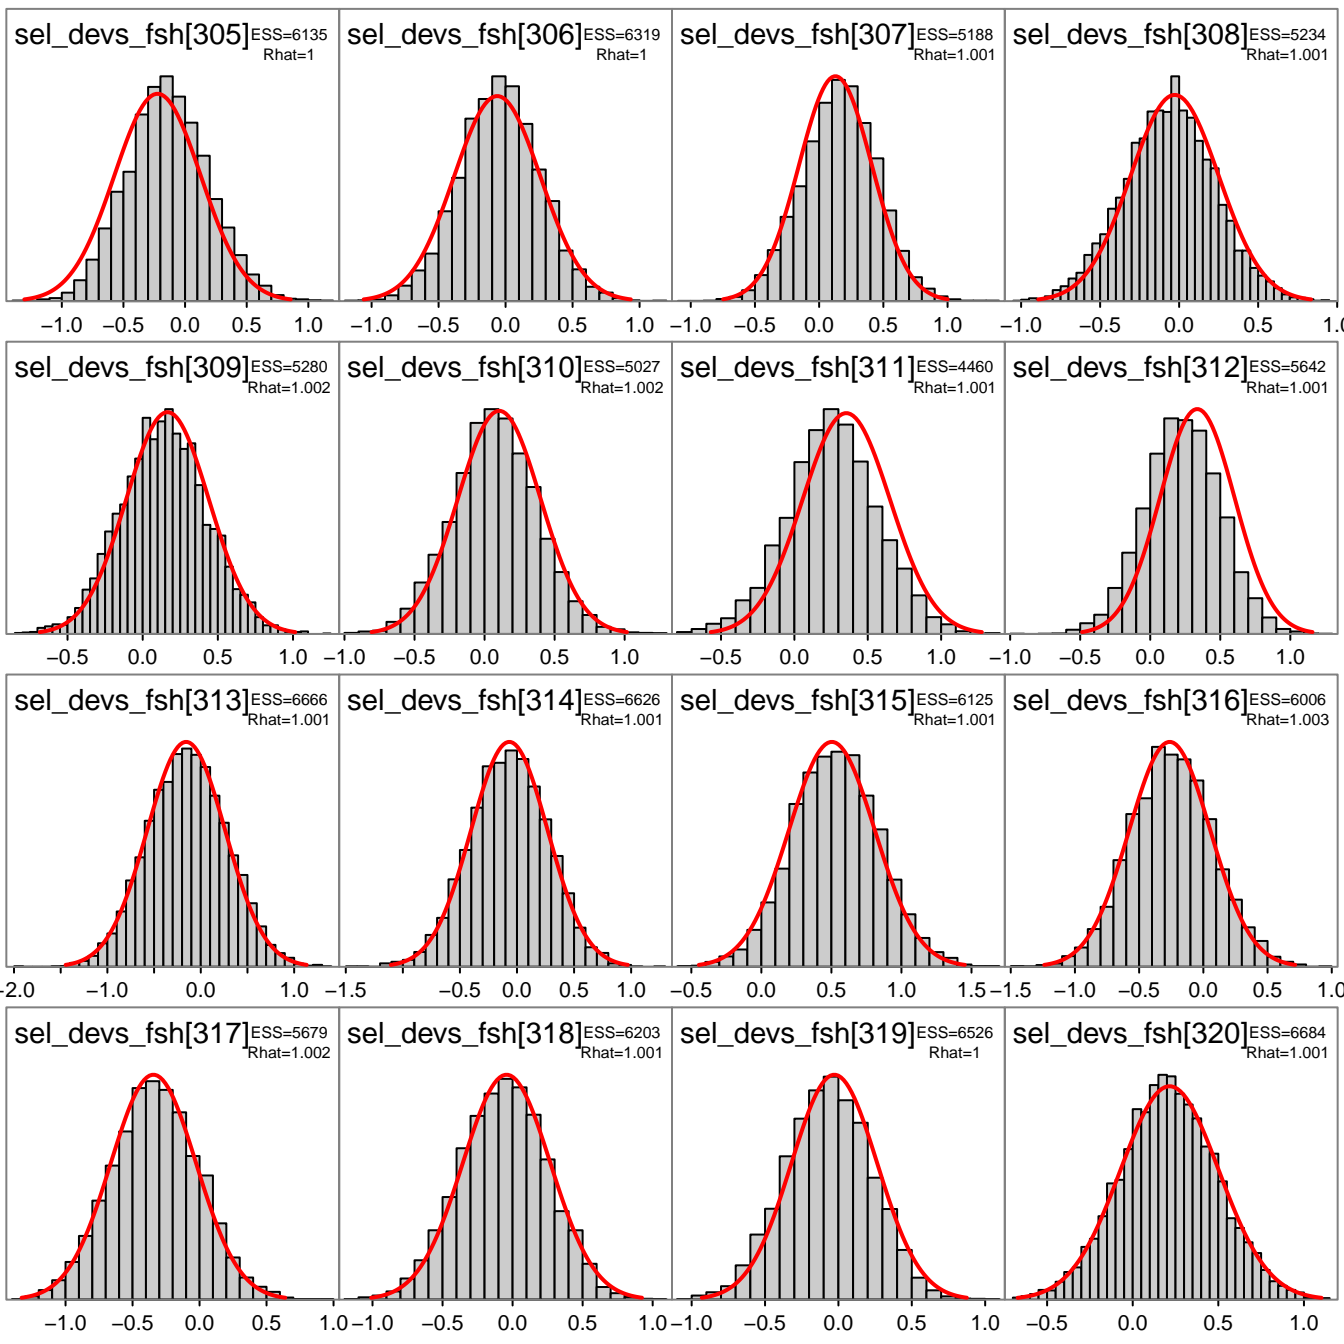 sel_devs_fsh[305] ESS=6135 Rhat=1
sel_devs_fsh[306] ESS=6319 Rhat=1
sel_devs_fsh[307] ESS=5188 Rhat=1.001
sel_devs_fsh[308] ESS=5234 Rhat=1.001
−1.0 −0.5 0.0 0.5 1.0
−1.0 −0.5 0.0 0.5 1.0
−1.0 −0.5 0.0 0.5 1.0
−1.0 −0.5 0.0 0.5 1.0
sel_devs_fsh[309] ESS=5280 Rhat=1.002
sel_devs_fsh[310] ESS=5027 Rhat=1.002
sel_devs_fsh[311] ESS=4460 Rhat=1.001
sel_devs_fsh[312] ESS=5642 Rhat=1.001
−0.5 0.0 0.5 1.0
−1.0 −0.5 0.0 0.5 1.0
−0.5 0.0 0.5 1.0
−1.0 −0.5 0.0 0.5 1.0
sel_devs_fsh[313] ESS=6666 Rhat=1.001
sel_devs_fsh[314] ESS=6626 Rhat=1.001
sel_devs_fsh[315] ESS=6125 Rhat=1.001
sel_devs_fsh[316] ESS=6006 Rhat=1.003
−2.0 −1.0 0.0 1.0
−1.5 −0.5 0.0 0.5 1.0
−0.5 0.0 0.5 1.0 1.5
−1.5 −1.0 −0.5 0.0 0.5 1.0
sel_devs_fsh[317] ESS=5679 Rhat=1.002
sel_devs_fsh[318] ESS=6203 Rhat=1.001
sel_devs_fsh[319] ESS=6526 Rhat=1
sel_devs_fsh[320] ESS=6684 Rhat=1.001
−1.0 −0.5 0.0 0.5 1.0
−1.0 −0.5 0.0 0.5 1.0
−1.0 −0.5 0.0 0.5 1.0
−0.5 0.0 0.5 1.0